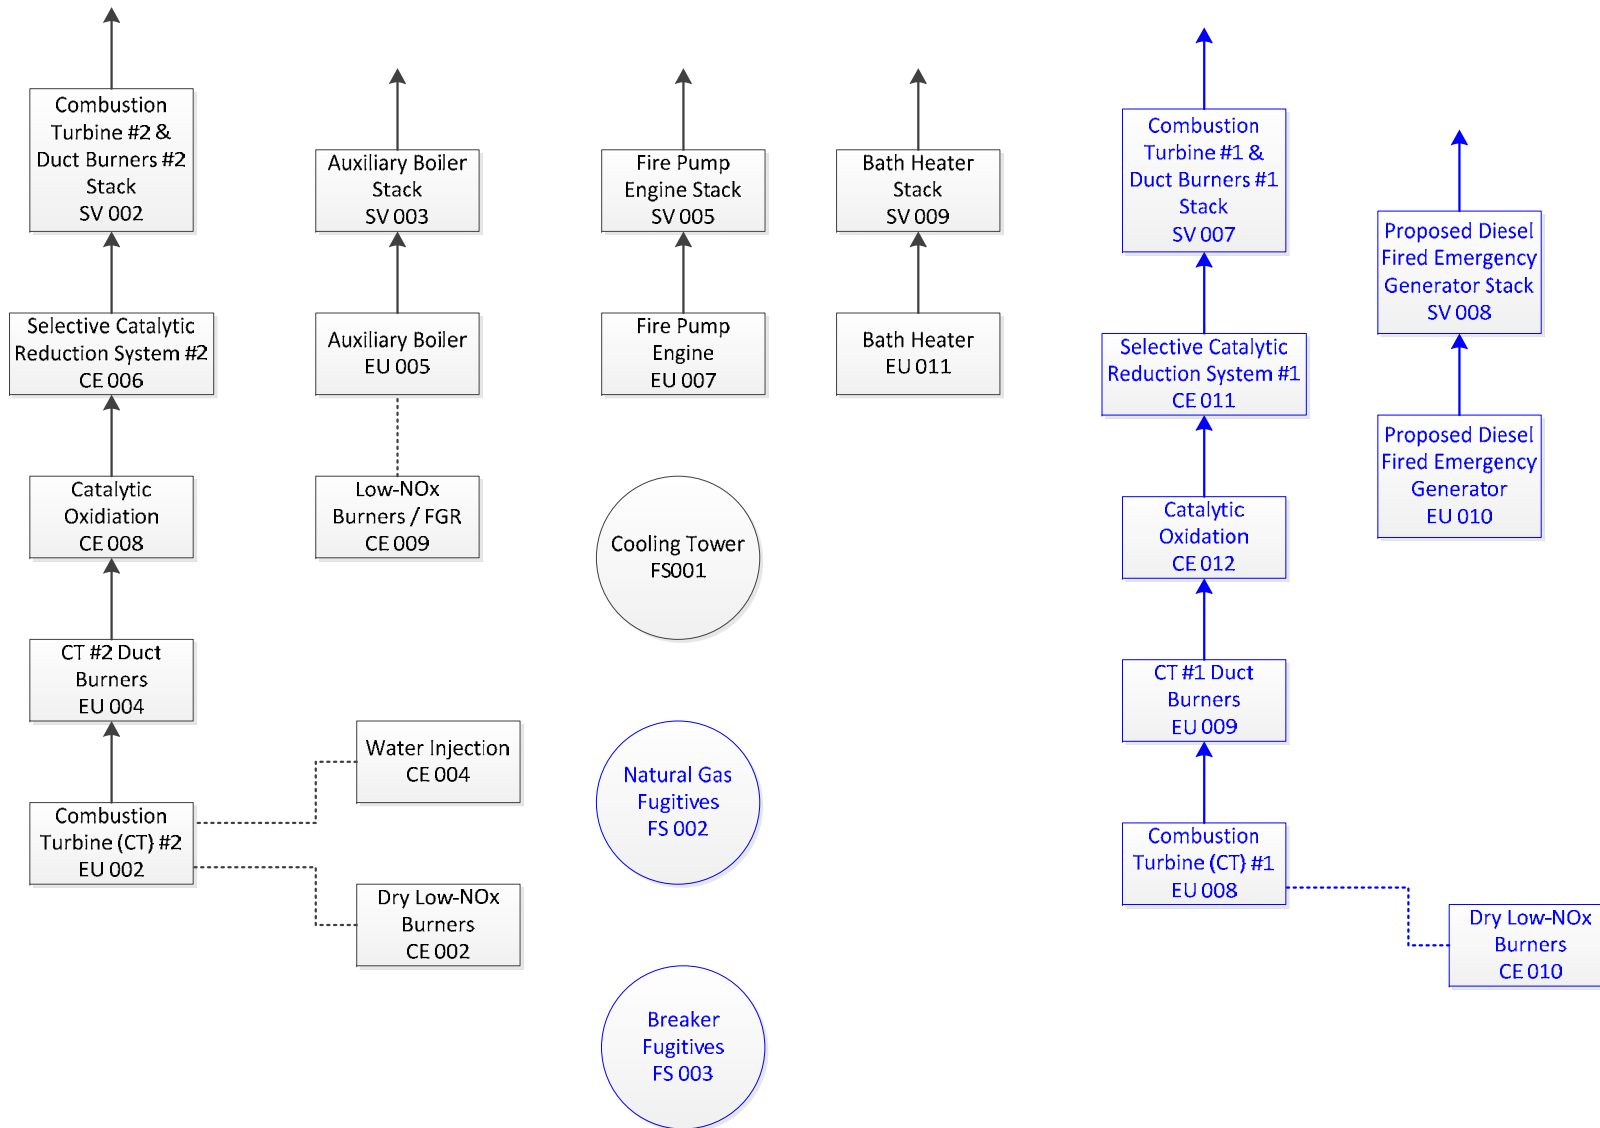 Combustion
Turbine #2 &
Duct Burners #2
Stack
SV 002
Auxiliary Boiler
Stack
SV 003
Fire Pump
Engine Stack
SV 005
Bath Heater
Stack
SV 009
Combustion
Turbine #1 &
Duct Burners #1
Stack
SV 007
Proposed Diesel
Fired Emergency
Generator Stack
SV 008
Selective Catalytic
Reduction System #2
CE 006
Auxiliary Boiler
EU 005
Fire Pump
Engine
EU 007
Bath Heater
EU 011
Selective Catalytic
Reduction System #1
CE 011
Proposed Diesel
Fired Emergency
Generator
EU 010
Catalytic
Oxidiation
CE 008
Low-NOx
Burners / FGR
CE 009
Cooling Tower
FS001
Catalytic
Oxidation
CE 012
CT #2 Duct
Burners
EU 004
CT #1 Duct
Burners
EU 009
Water Injection
CE 004
Natural Gas
Fugitives
FS 002
Combustion
Turbine (CT) #2
EU 002
Combustion
Turbine (CT) #1
EU 008
Dry Low-NOx
Burners
CE 002
Dry Low-NOx
Burners
CE 010
Breaker
Fugitives
FS 003